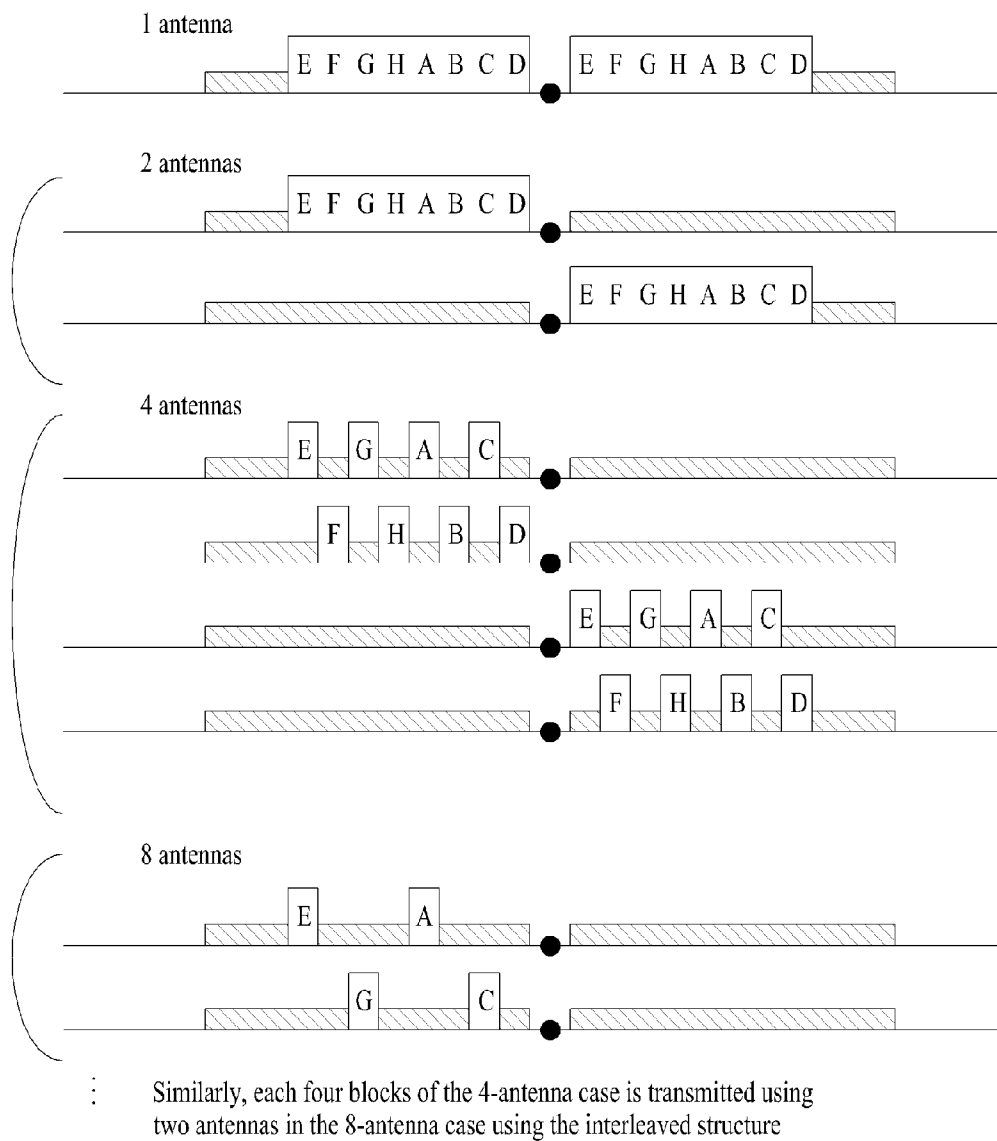 1 antenna
E F G H A B C D E F G H A B C D
2 antennas
E F G H A B C D
E F G H A B C D
4 antennas
E G A C
F H B D
E G A C
F H B D
8 antennas
E A
G C
Similarly, each four blocks of the 4-antenna case is transmitted using
two antennas in the 8-antenna case using the interleaved structure